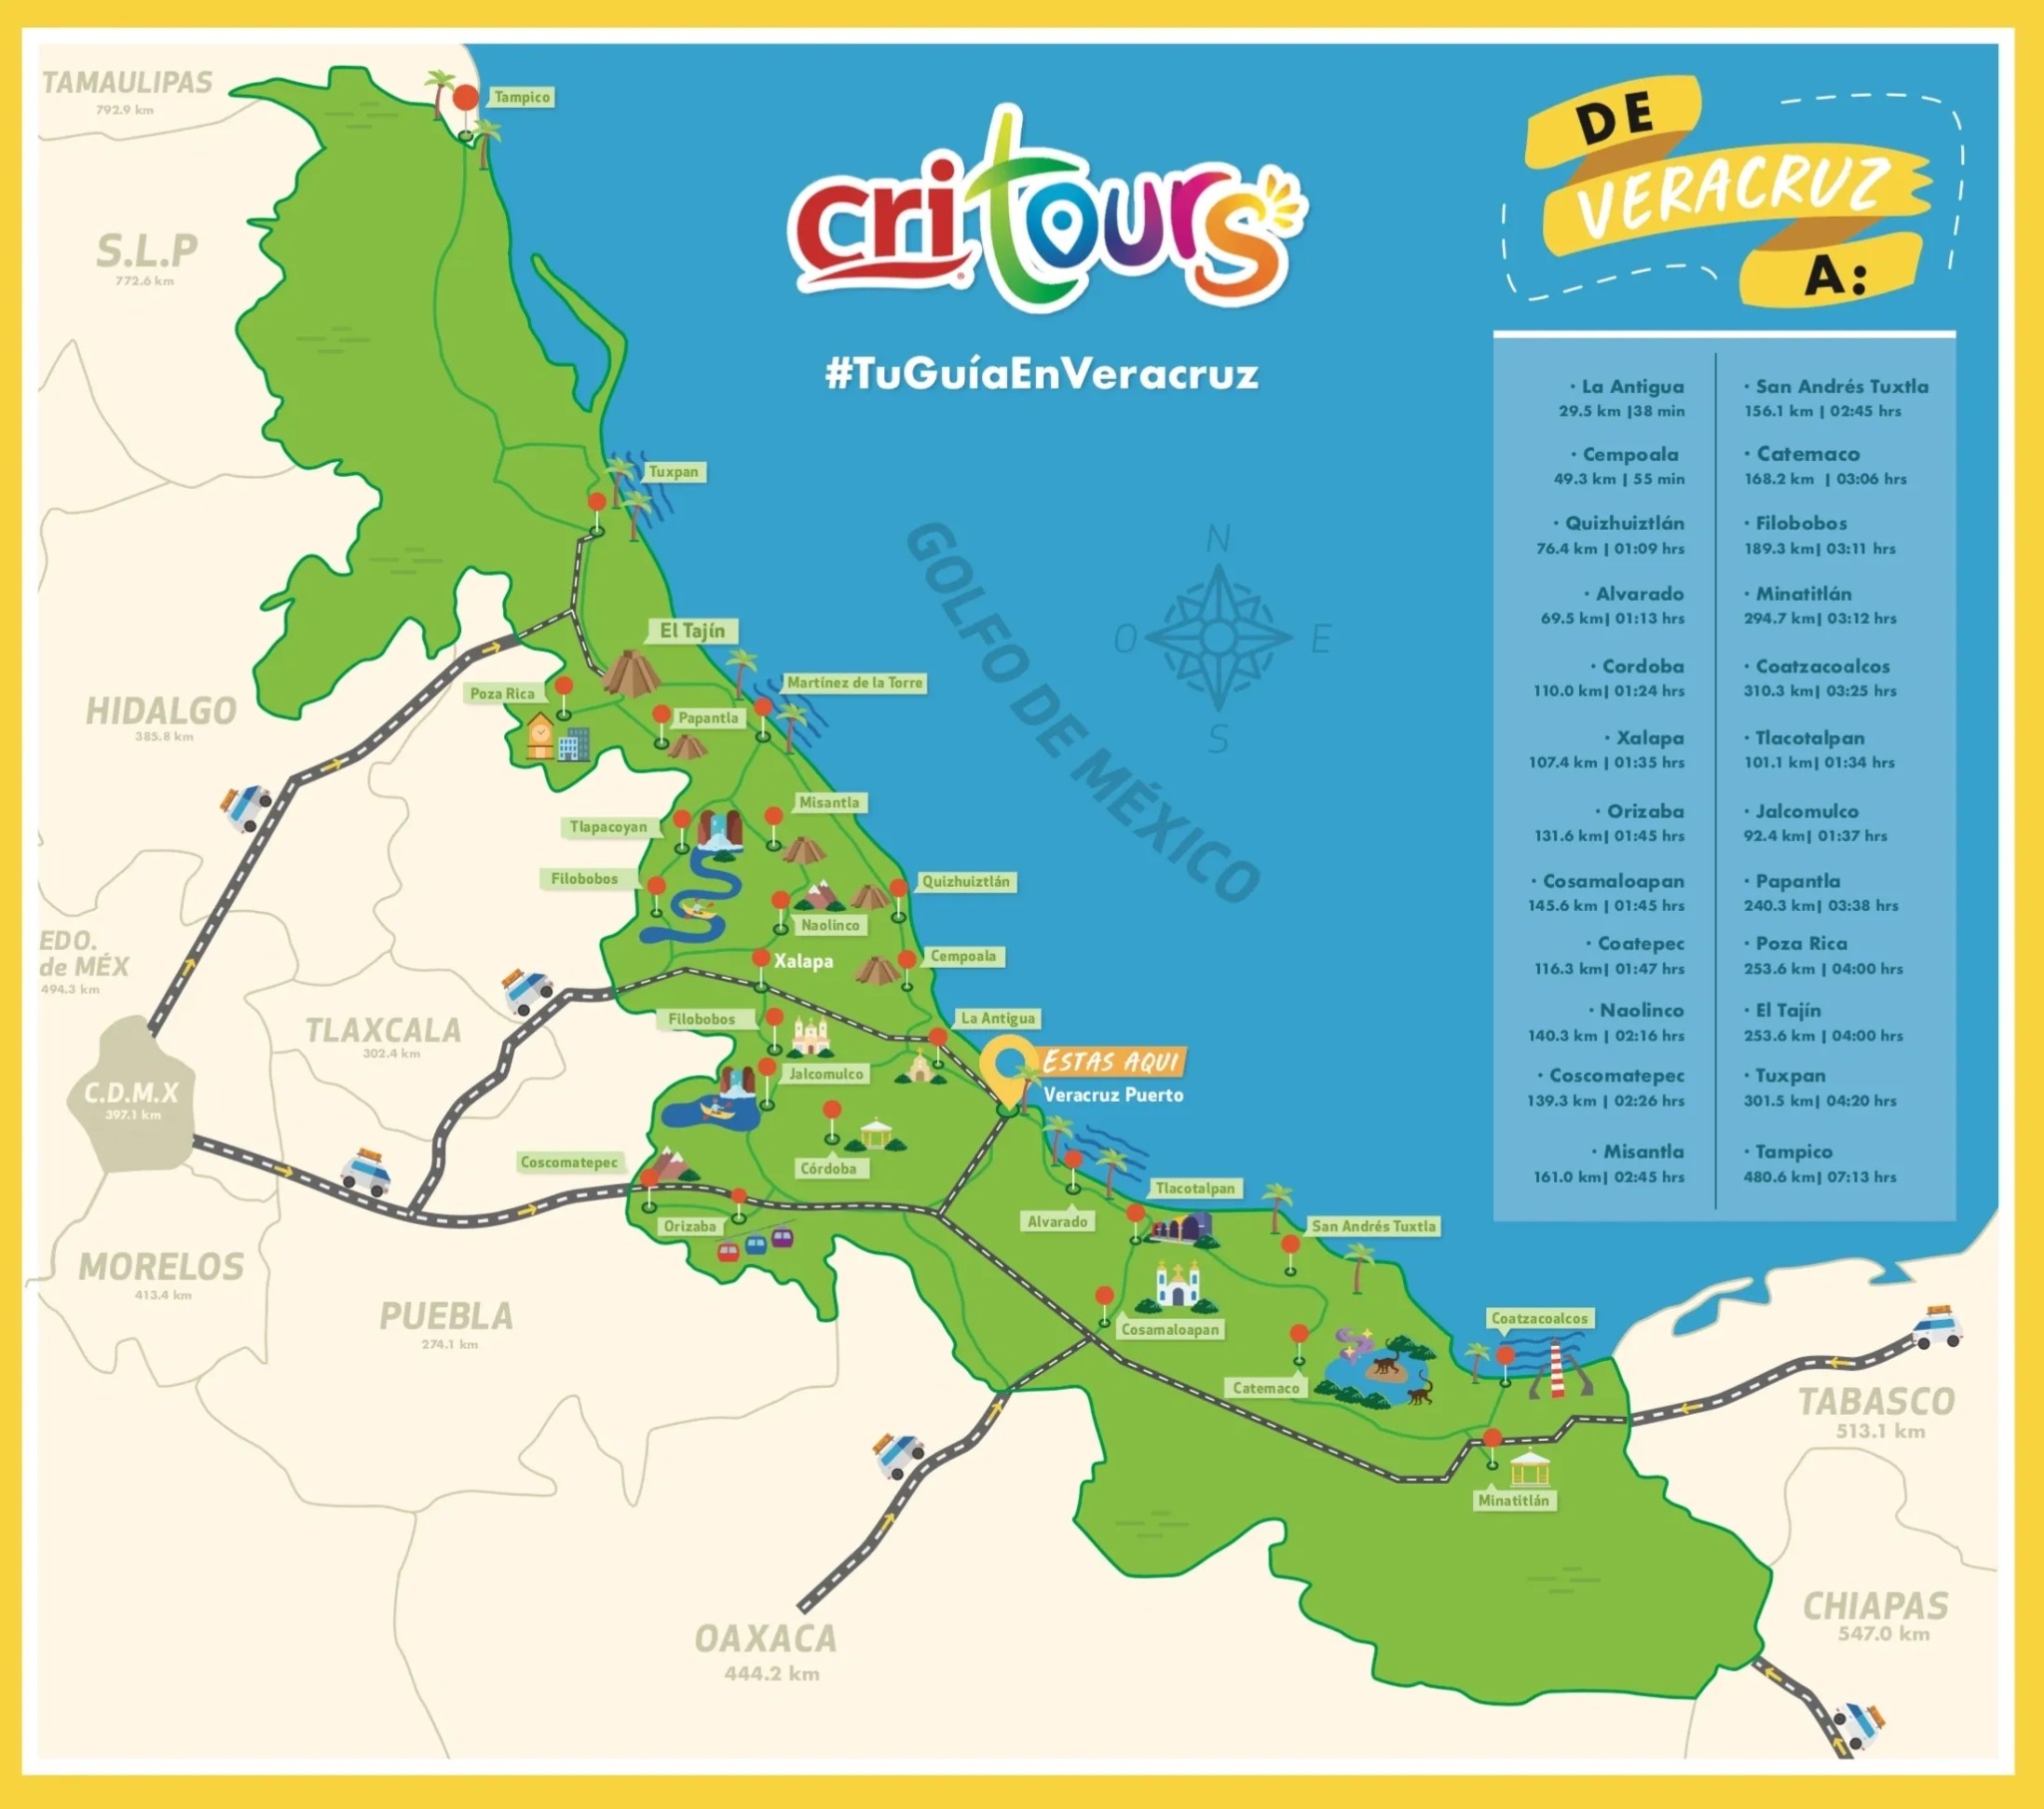 TAMAULIPAS
792.9 km
Tampico
S.L.P
772.6 km
critours
#TuGuíaEnVeracruz
DE
VERACRUZ
A:
· La Antigua
29.5 km |38 min
· Cempoala
49.3 km | 55 min
· Quizhuiztlán
76.4 km | 01:09 hrs
· Alvarado
69.5 km| 01:13 hrs
· Cordoba
110.0 km| 01:24 hrs
· Xalapa
107.4 km | 01:35 hrs
· Orizaba
131.6 km| 01:45 hrs
· Cosamaloapan
145.6 km | 01:45 hrs
· Coatepec
116.3 km| 01:47 hrs
· Naolinco
140.3 km | 02:16 hrs
· Coscomatepec
139.3 km | 02:26 hrs
· Misantla
161.0 km| 02:45 hrs
· San Andrés Tuxtla
156.1 km | 02:45 hrs
· Catemaco
168.2 km | 03:06 hrs
· Filobobos
189.3 km| 03:11 hrs
· Minatitlán
294.7 km| 03:12 hrs
· Coatzacoalcos
310.3 km| 03:25 hrs
· Tlacotalpan
101.1 km| 01:34 hrs
· Jalcomulco
92.4 km| 01:37 hrs
· Papantla
240.3 km| 03:38 hrs
· Poza Rica
253.6 km | 04:00 hrs
· El Tajín
253.6 km | 04:00 hrs
· Tuxpan
301.5 km| 04:20 hrs
· Tampico
480.6 km| 07:13 hrs
Tuxpan
GOLFO DE MÉXICO
N
O
E
S
El Tajín
Martínez de la Torre
Poza Rica
Papantla
HIDALGO
385.8 km
Misantla
Tlapacoyan
Filobobos
Quizhuiztlán
Naolinco
EDO.
de MÉX
494.3 km
Xalapa
Cempoala
Filobobos
La Antigua
TLAXCALA
302.4 km
ESTAS AQUI
Veracruz Puerto
Jalcomulco
C.D.M.X
397.1 km
Coscomatepec
Córdoba
Tlacotalpan
Orizaba
Alvarado
San Andrés Tuxtla
MORELOS
413.4 km
PUEBLA
274.1 km
Cosamaloapan
Coatzacoalcos
Catemaco
TABASCO
513.1 km
Minatitlán
OAXACA
444.2 km
CHIAPAS
547.0 km